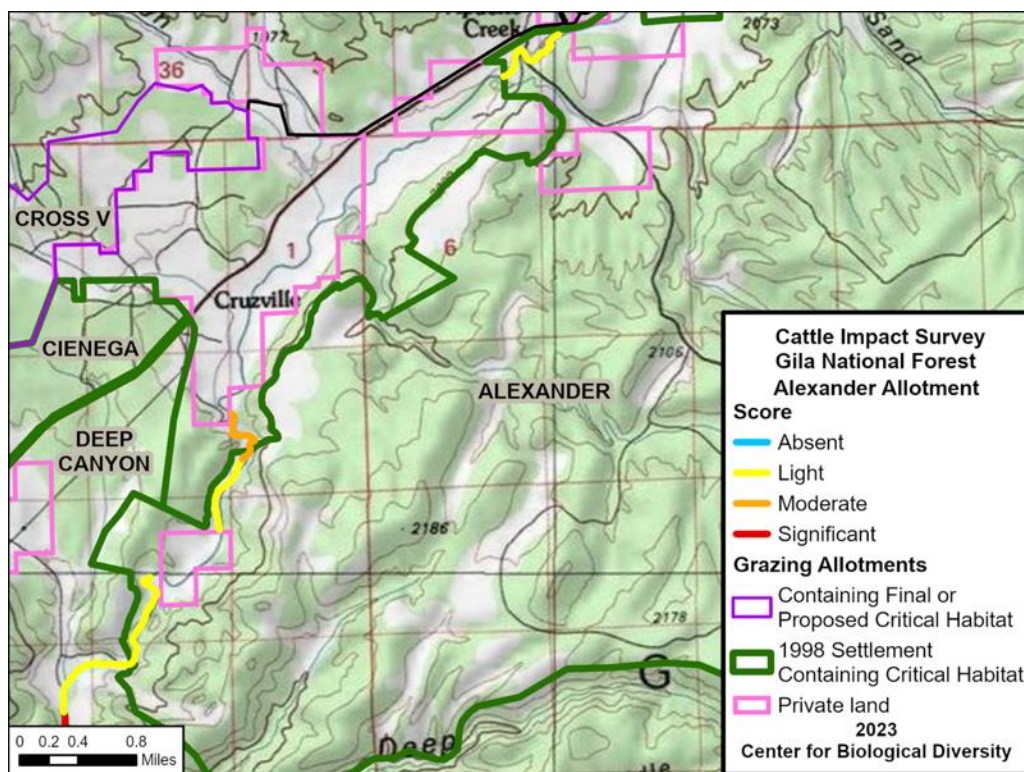 Creek
Sand
2073
1977
36
CROSS V
1
6
Cruzville
CIENEGA
ALEXANDER
2106
DEEP
CANYON
2186
2178
G
Deep
Cattle Impact Survey
Gila National Forest
Alexander Allotment
Score
Absent
Light
Moderate
Significant
Grazing Allotments
Containing Final or
Proposed Critical Habitat
1998 Settlement
Containing Critical Habitat
Private land
2023
Center for Biological Diversity
0 0.2 0.4 0.8
Miles